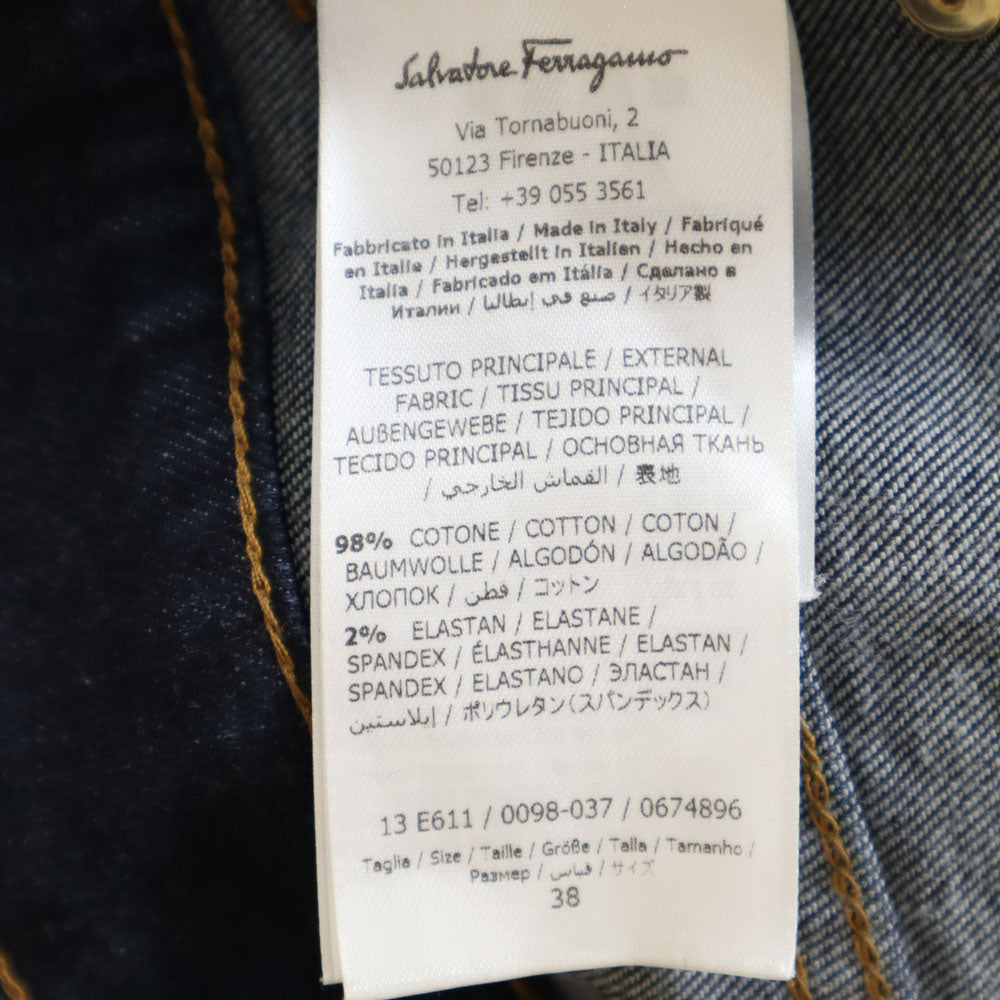 Salvatore Ferragamo
Via Tornabuoni, 2
50123 Firenze - ITALIA
Tel: +39 055 3561
Fabbricato in Italia / Made in Italy / Fabriqué
en Italie / Hergestellt in Italien / Hecho en
Italia / Fabricado em Itália / Сделано в
Италии / صنع في إيطاليا / イタリア製
TESSUTO PRINCIPALE / EXTERNAL
FABRIC / TISSU PRINCIPAL /
AUßENGEWEBE / TEJIDO PRINCIPAL /
TECIDO PRINCIPAL / ОСНОВНАЯ ТКАНЬ
/ القماش الخارجي / 表地
98% COTONE / COTTON / COTON /
BAUMWOLLE / ALGODÓN / ALGODÃO /
ХЛОПОК / قطن / コットン
2% ELASTAN / ELASTANE /
SPANDEX / ÉLASTHANNE / ELASTAN /
SPANDEX / ELASTANO / ЭЛАСТАН /
إيلاستين / ポリウレタン(スパンデックス)
13 E611 / 0098-037 / 0674896
Taglia / Size / Taille / Größe / Talla / Tamanho /
Размер / قياس / サイズ
38